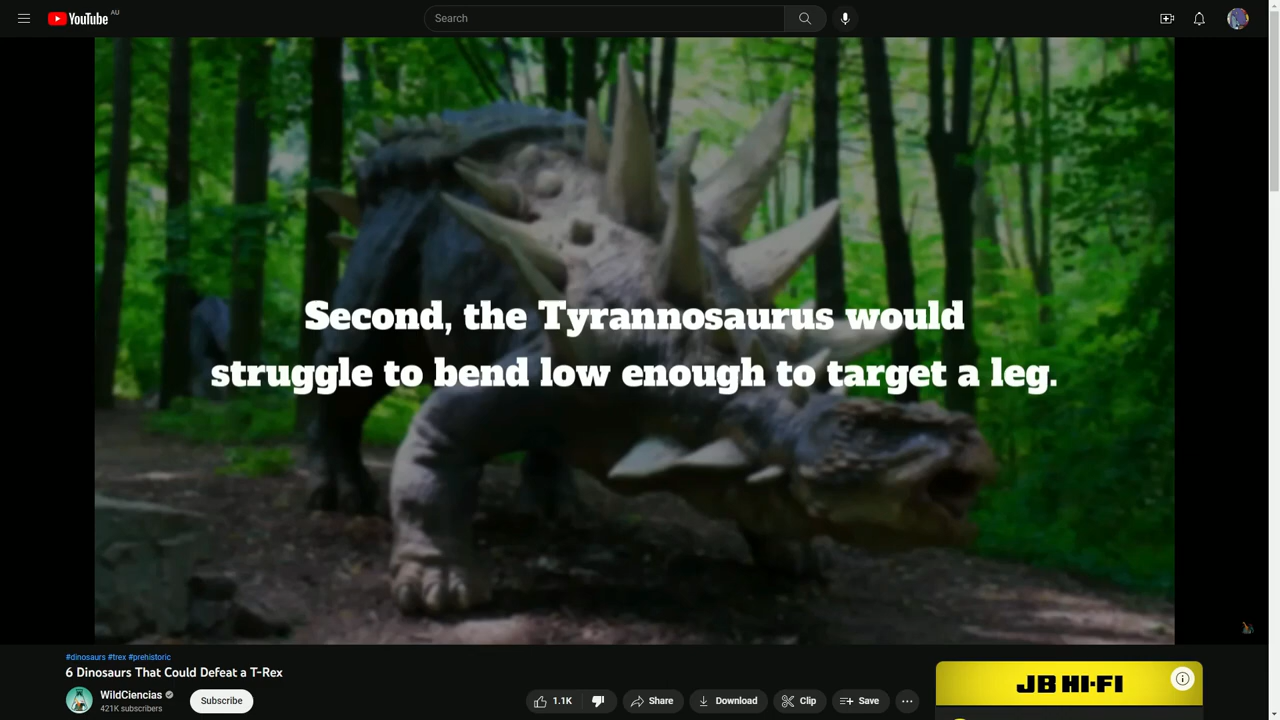 YouTube AU
Search
Second, the Tyrannosaurus would
struggle to bend low enough to target a leg.
#dinosaurs #trex #prehistoric
6 Dinosaurs That Could Defeat a T-Rex
WildCiencias
421K subscribers
Subscribe
1.1K
Share
Download
Clip
Save
JB HI-FI